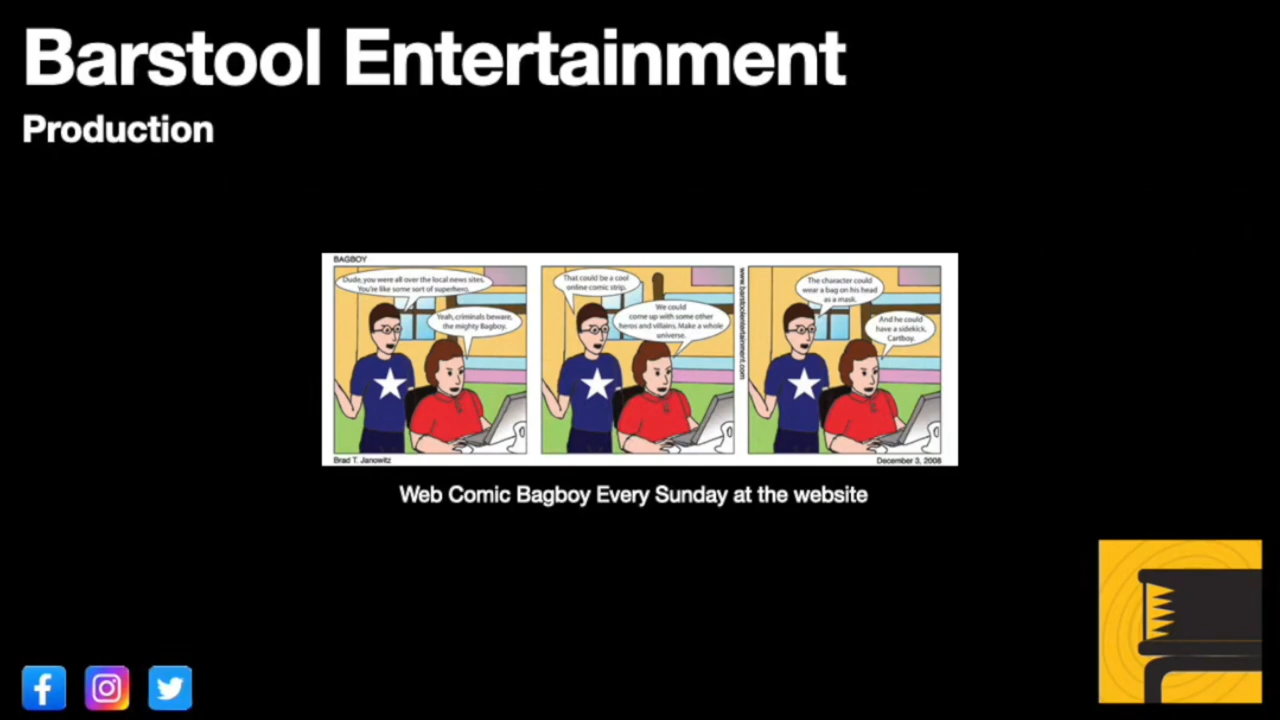 Barstool Entertainment
Production
BAGBOY
Dude, you were all over the local news sites.
You're like some sort of superhero.
Yeah, criminals beware,
the mighty Bagboy.
That could be a cool
online comic strip.
We could
come up with some other
heros and villains. Make a whole
universe.
www.barstoolentertainment.com
The character could
wear a bag on his head
as a mask.
And he could
have a sidekick,
Cartboy.
Brad T. Janowitz
December 3, 2008
Web Comic Bagboy Every Sunday at the website